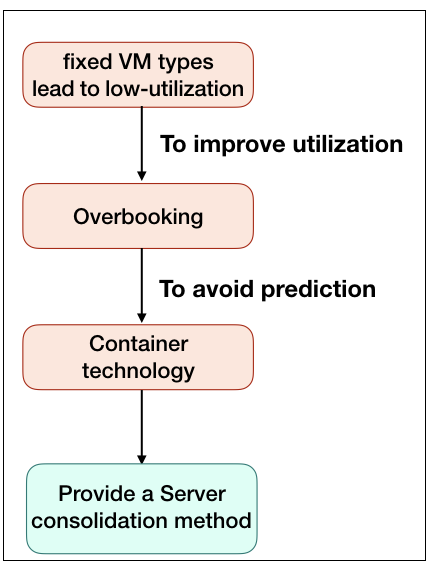 fixed VM types
lead to low-utilization
To improve utilization
Overbooking
To avoid prediction
Container
technology
Provide a Server
consolidation method